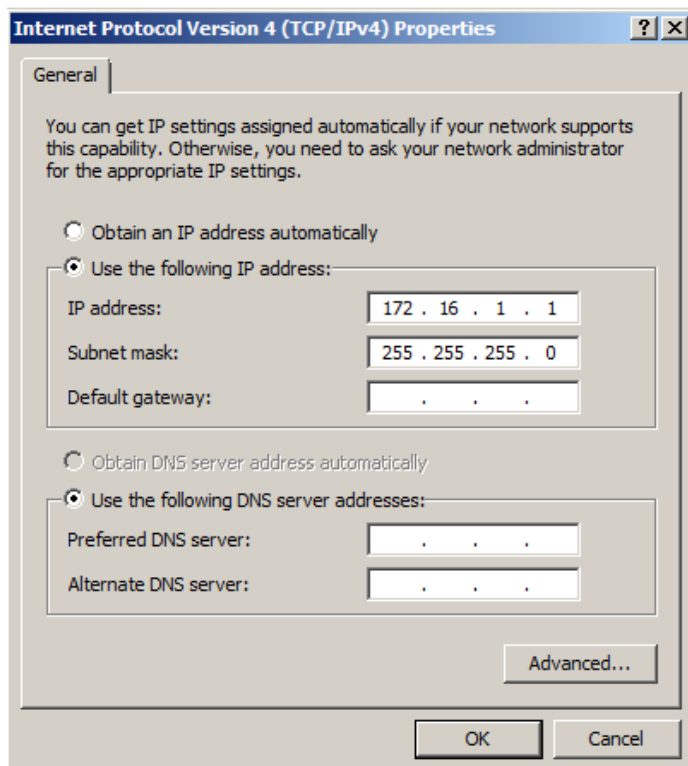 Internet Protocol Version 4 (TCP/IPv4) Properties
General
You can get IP settings assigned automatically if your network supports
this capability. Otherwise, you need to ask your network administrator
for the appropriate IP settings.
Obtain an IP address automatically
Use the following IP address:
IP address: 172 . 16 . 1 . 1
Subnet mask: 255 . 255 . 255 . 0
Default gateway: . . .
Obtain DNS server address automatically
Use the following DNS server addresses:
Preferred DNS server: . . .
Alternate DNS server: . . .
Advanced...
OK Cancel